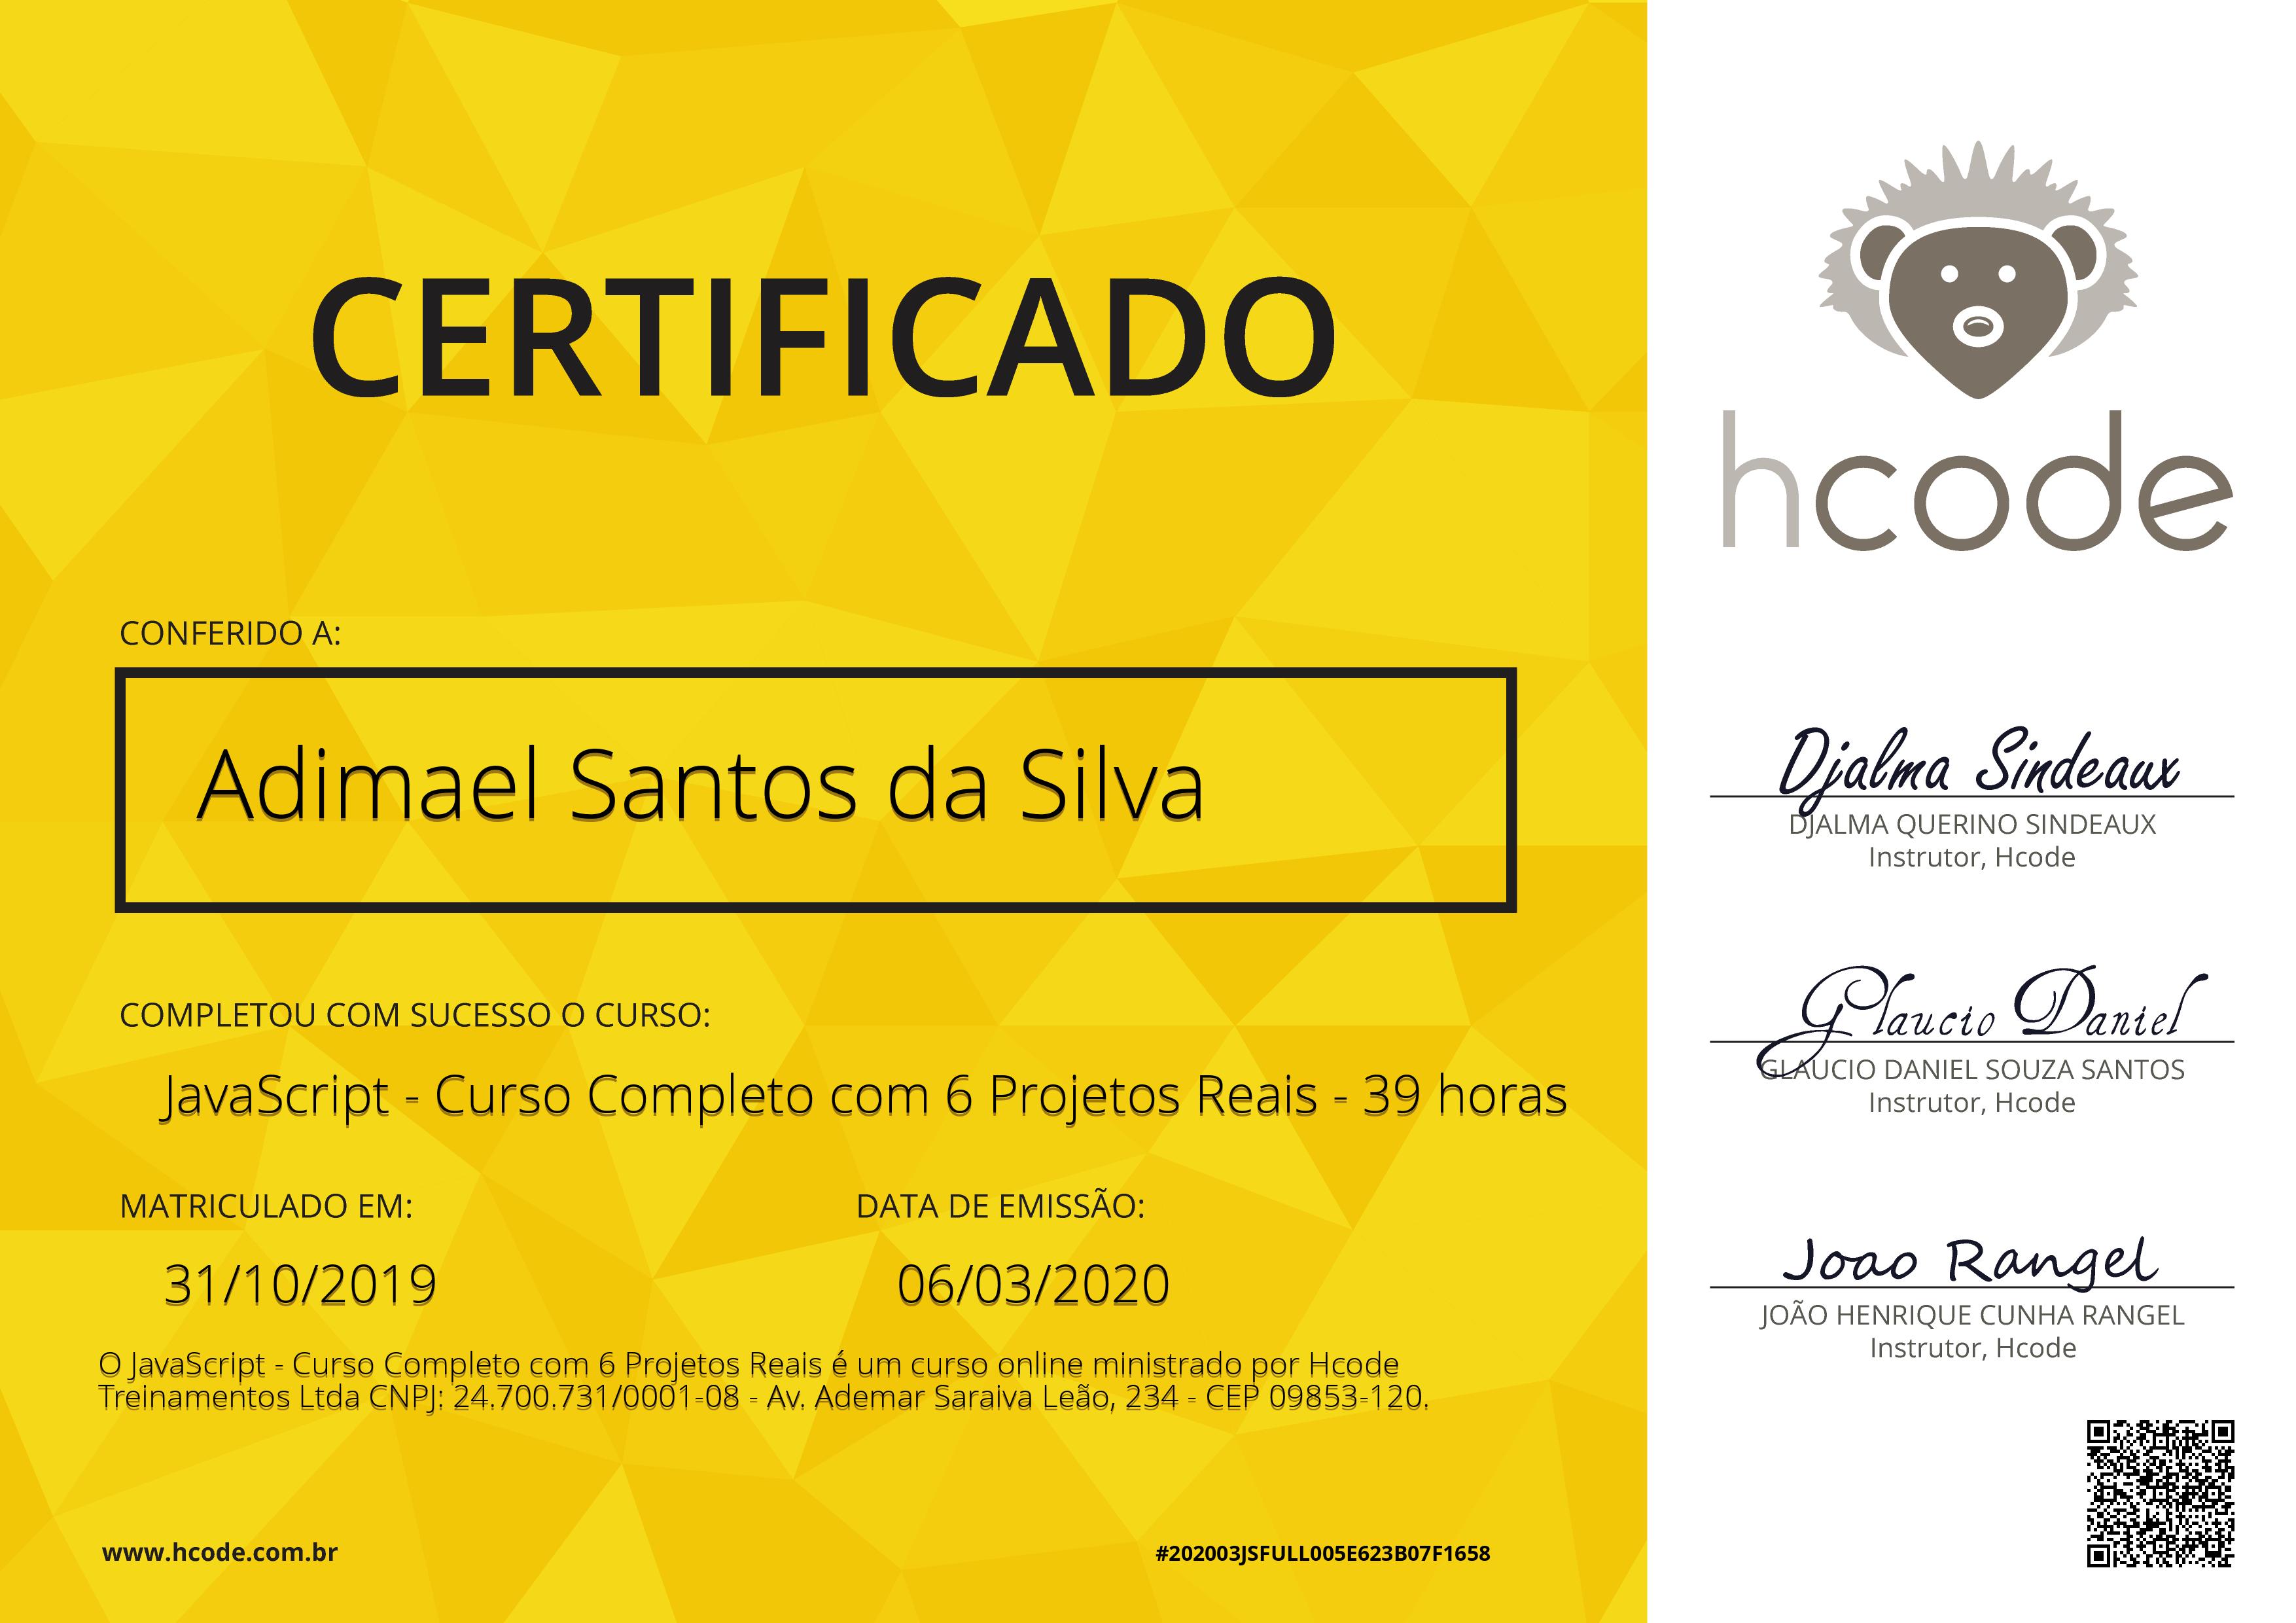 CERTIFICADO
CONFERIDO A:
Adimael Santos da Silva
COMPLETOU COM SUCESSO O CURSO:
JavaScript - Curso Completo com 6 Projetos Reais - 39 horas
MATRICULADO EM:
DATA DE EMISSÃO:
31/10/2019
06/03/2020
O JavaScript - Curso Completo com 6 Projetos Reais é um curso online ministrado por Hcode
Treinamentos Ltda CNPJ: 24.700.731/0001-08 - Av. Ademar Saraiva Leão, 234 - CEP 09853-120.
www.hcode.com.br
#202003JSFULL005E623B07F1658
hcode
Djalma Sindeaux
DJALMA QUERINO SINDEAUX
Instrutor, Hcode
Glaucio Daniel
GLAUCIO DANIEL SOUZA SANTOS
Instrutor, Hcode
Joao Rangel
JOÃO HENRIQUE CUNHA RANGEL
Instrutor, Hcode